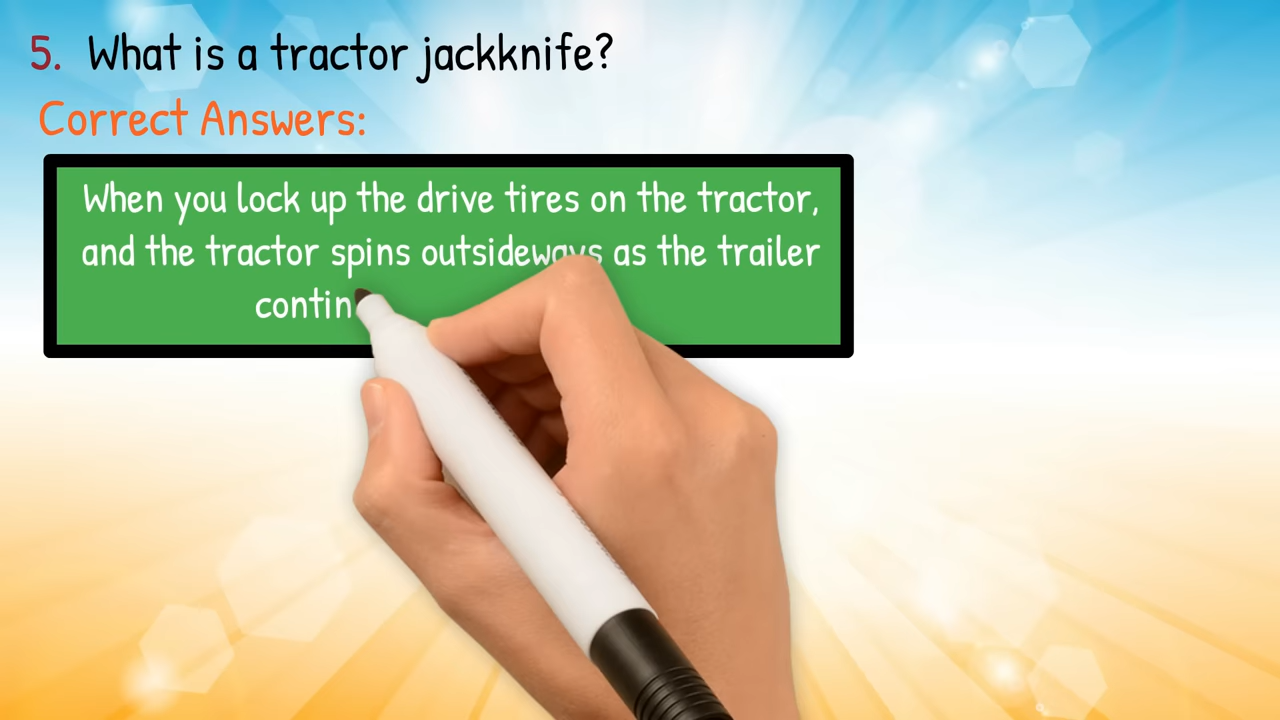 5. What is a tractor jackknife?
Correct Answers:
When you lock up the drive tires on the tractor,
and the tractor spins outsideways as the trailer
contin